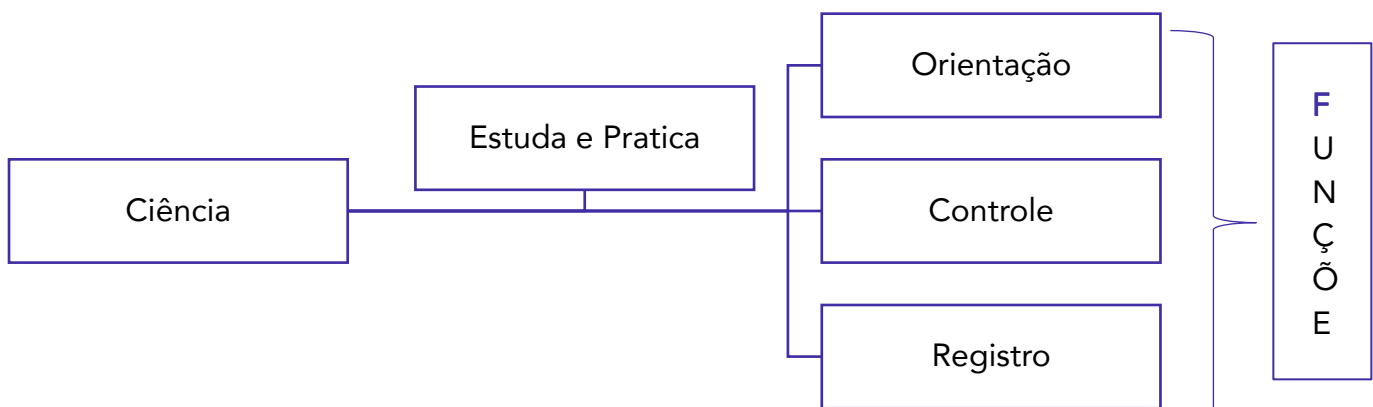 Orientação
Estuda e Pratica
Ciência
Controle
Registro
F
U
N
Ç
Õ
E